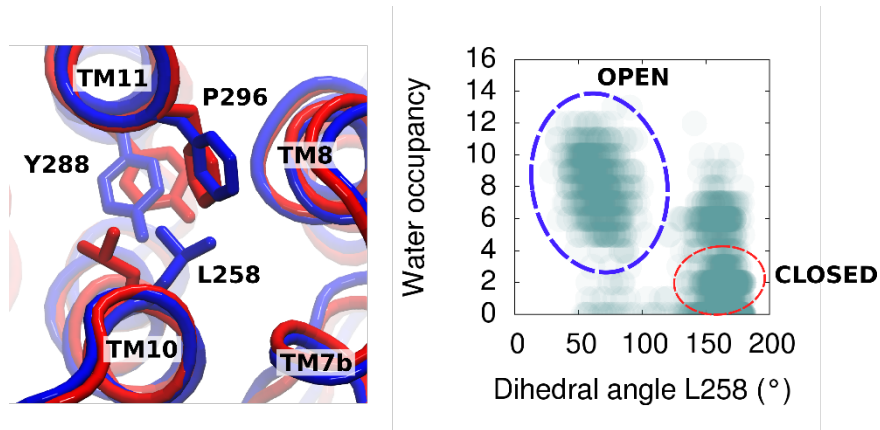 TM11
P296
Y288
TM8
L258
TM10
TM7b
Water occupancy
16
14
12
10
8
6
4
2
0
OPEN
CLOSED
0 50 100 150 200
Dihedral angle L258 (°)